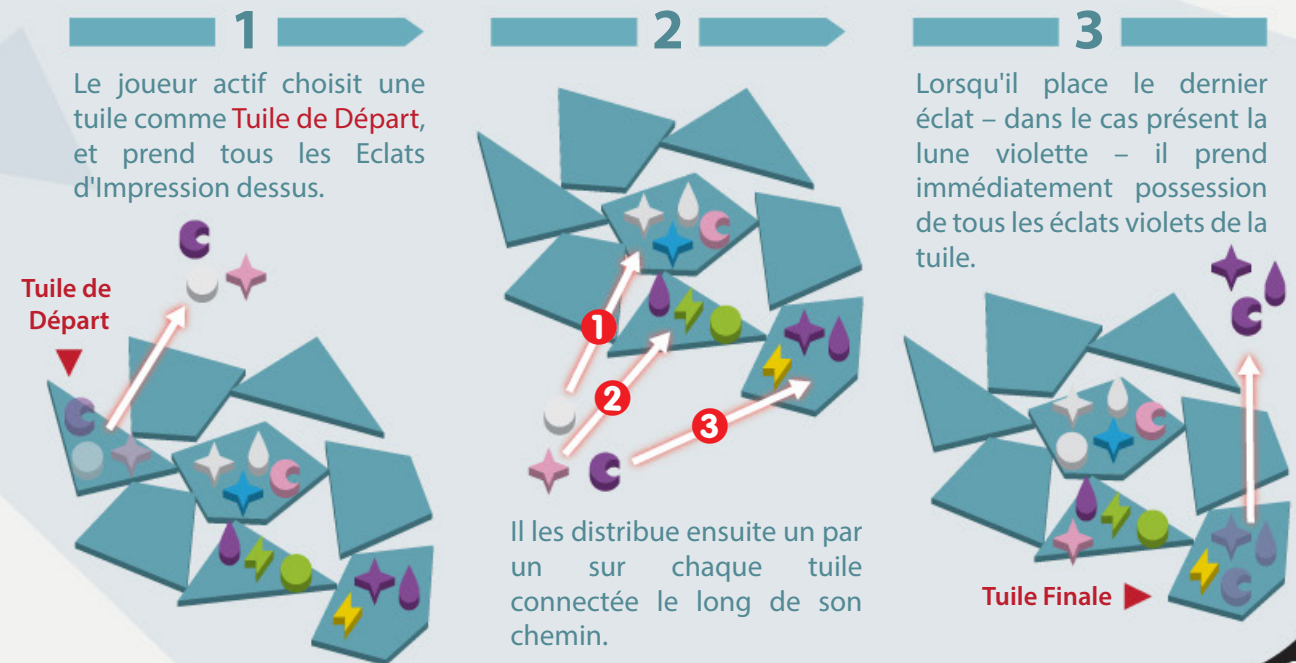 1
Le joueur actif choisit une
tuile comme Tuile de Départ,
et prend tous les Eclats
d'Impression dessus.
Tuile de
Départ
2
1
2
3
Il les distribue ensuite un par
un sur chaque tuile
connectée le long de son
chemin.
3
Lorsqu'il place le dernier
éclat – dans le cas présent la
lune violette – il prend
immédiatement possession
de tous les éclats violets de la
tuile.
Tuile Finale